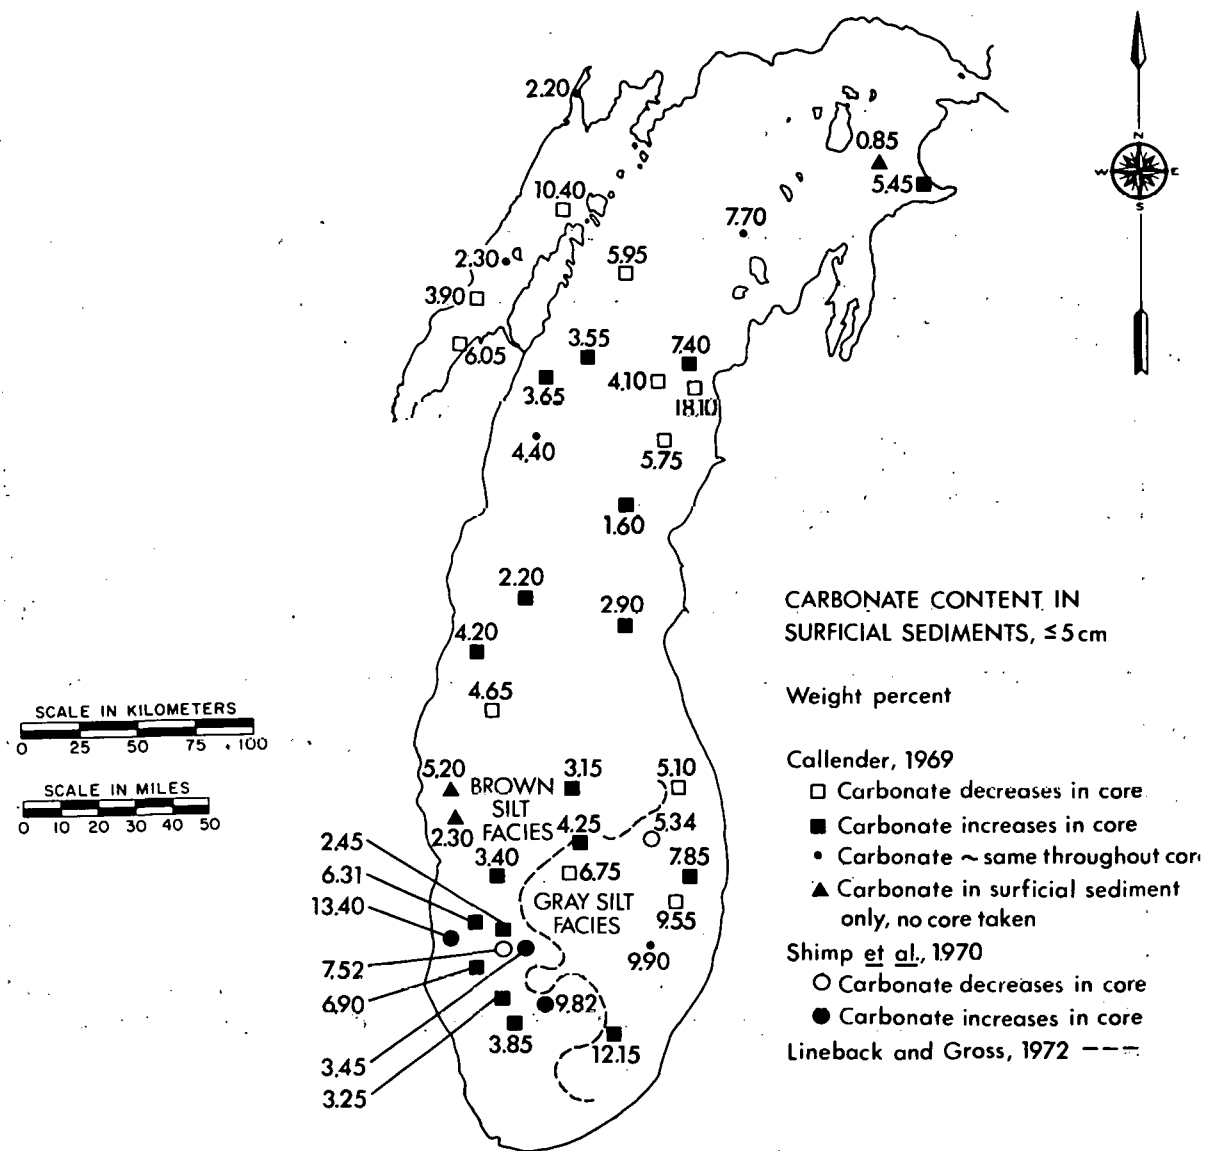 2.20
N
W
E
S
0.85
5.45
10.40
7.70
2.30
5.95
3.90
6.05
3.55
7.40
4.10
3.65
18.10
4.40
5.75
1.60
2.20
2.90
4.20
4.65
CARBONATE CONTENT IN
SURFICIAL SEDIMENTS, ≤5cm
Weight percent
SCALE IN KILOMETERS
0 25 50 75 100
SCALE IN MILES
0 10 20 30 40 50
5.20
BROWN
SILT
FACIES
3.15
5.10
2.30
4.25
5.34
3.40
6.75
7.85
GRAY SILT
FACIES
9.55
9.90
2.45
6.31
13.40
7.52
6.90
3.45
3.25
9.82
3.85
12.15
Callender, 1969
□ Carbonate decreases in core
■ Carbonate increases in core
• Carbonate ~ same throughout cor
▲ Carbonate in surficial sediment
only, no core taken
Shimp et al., 1970
○ Carbonate decreases in core
● Carbonate increases in core
Lineback and Gross, 1972 ---